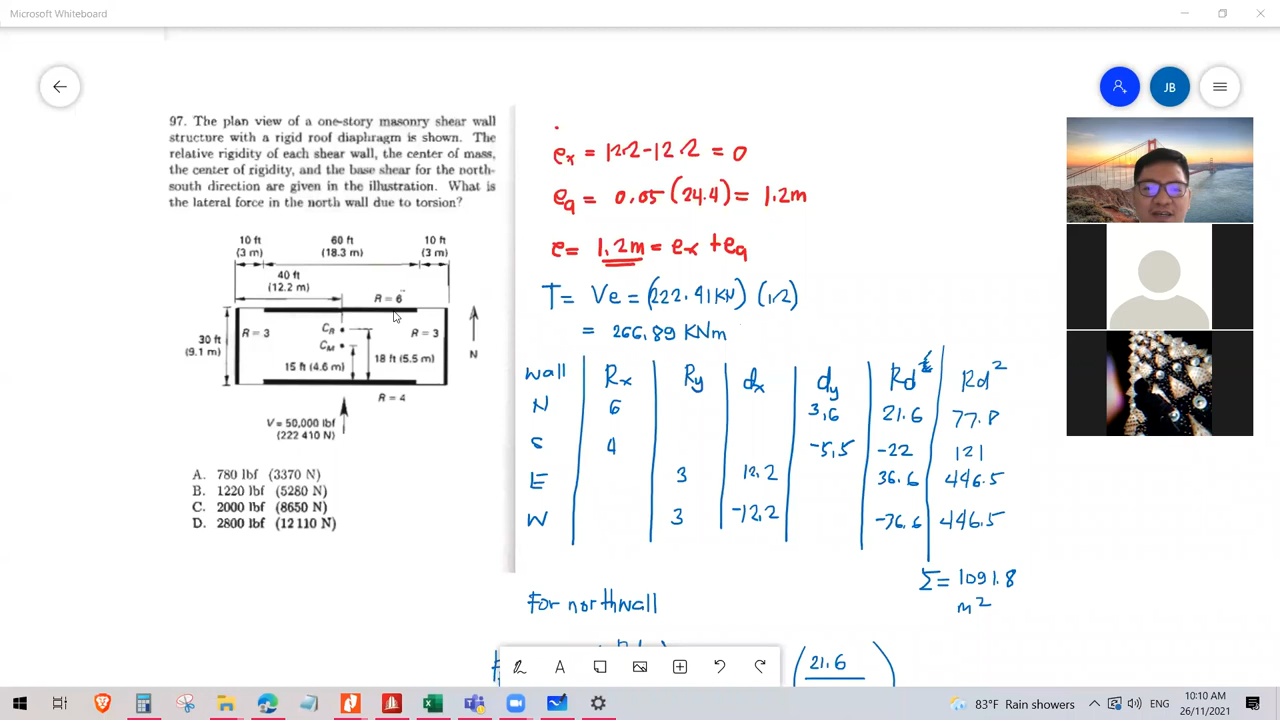 Microsoft Whiteboard
JB
97. The plan view of a one-story masonry shear wall
structure with a rigid roof diaphragm is shown. The
relative rigidity of each shear wall, the center of mass,
the center of rigidity, and the base shear for the north-
south direction are given in the illustration. What is
the lateral force in the north wall due to torsion?
10 ft 60 ft 10 ft
(3 m) (18.3 m) (3 m)
40 ft
(12.2 m)
R = 6
30 ft
(9.1 m)
R = 3
CR
R = 3
CM
15 ft (4.6 m)
18 ft (5.5 m)
N
R = 4
V = 50,000 lbf
(222 410 N)
A. 780 lbf (3370 N)
B. 1220 lbf (5280 N)
C. 2000 lbf (8650 N)
D. 2800 lbf (12 110 N)
ex = 12.2-12.2 = 0
eq = 0.05 (24.4) = 1.2m
e = 1.2m = ex + eq
T = Ve = (222.41KN) (1.2)
= 266.89 KNm
wall Rx Ry dx dy Rd Rd²
N 6 3.6 21.6 77.8
S 4 -5.5 -22 121
E 3 12.2 36.6 446.5
W 3 -12.2 -36.6 446.5
Σ = 1091.8
m²
For north wall
21.6
83°F Rain showers
ENG
10:10 AM
26/11/2021